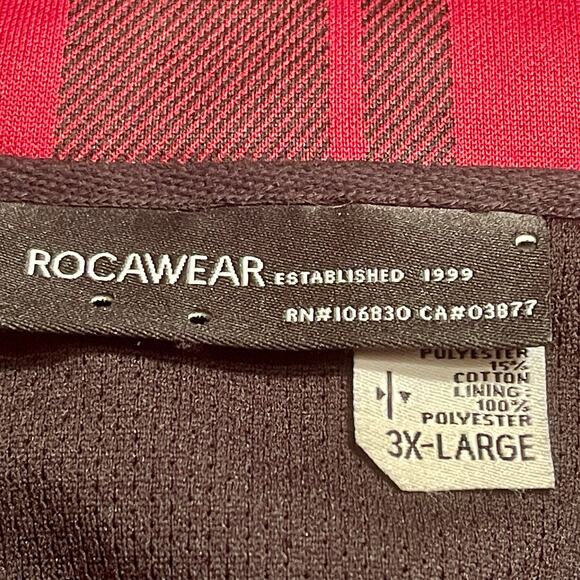 ROCAWEAR ESTABLISHED 1999
RN#106830 CA#03877
POLYESTER
15%
COTTON
LINING:
100%
POLYESTER
3X-LARGE